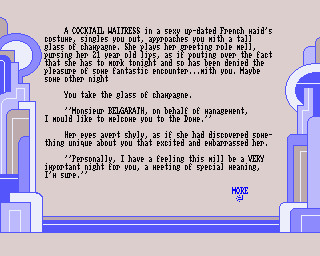 A COCKTAIL WAITRESS in a sexy up-dated French maid's
costume, singles you out, approaches you with a tall
glass of champagne. She plays her greeting role well,
pursing her 21 year old lips, as if pouting over the fact
that she has to work tonight and so has been denied the
pleasure of some fantastic encounter...with you. Maybe
some other night
You take the glass of champagne.
''Monsieur BELGARATH, on behalf of management,
I would like to welcome you to the Dome.''
Her eyes avert shyly, as if she had discovered some-
thing unique about you that excited and embarrassed her.
''Personally, I have a feeling this will be a VERY
important night for you, a meeting of special meaning,
I'm sure.''
MORE
@